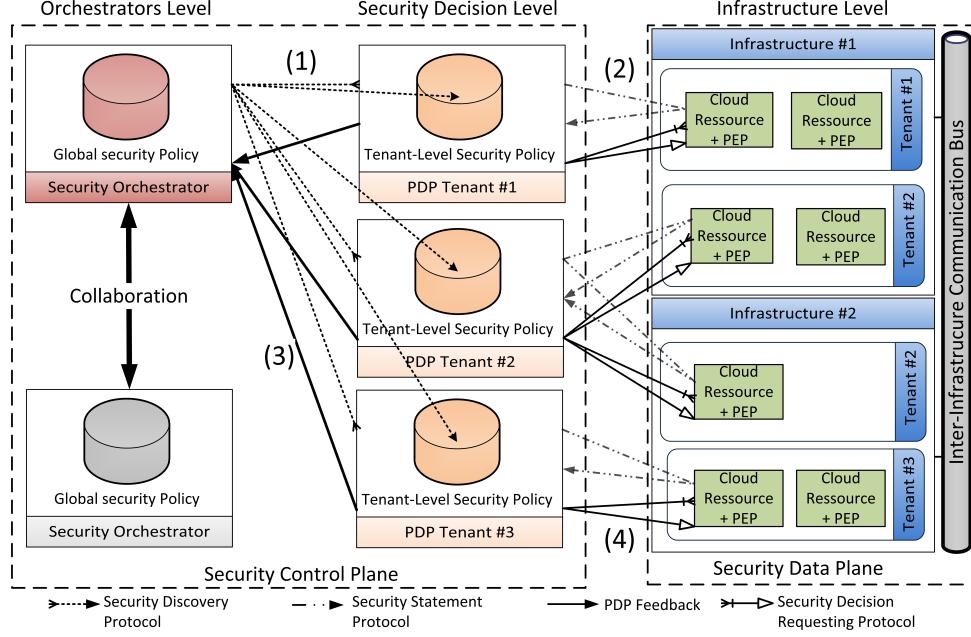 Orchestrators Level
Security Decision Level
Infrastructure Level
(1)
(2)
Infrastructure #1
Global security Policy
Security Orchestrator
Tenant-Level Security Policy
PDP Tenant #1
Cloud
Ressource
+ PEP
Cloud
Ressource
+ PEP
Tenant #1
Collaboration
Tenant-Level Security Policy
PDP Tenant #2
Cloud
Ressource
+ PEP
Cloud
Ressource
+ PEP
Tenant #2
Infrastructure #2
(3)
Cloud
Ressource
+ PEP
Tenant #2
Global security Policy
Security Orchestrator
Tenant-Level Security Policy
PDP Tenant #3
Cloud
Ressource
+ PEP
Cloud
Ressource
+ PEP
Tenant #3
(4)
Inter-Infrastructure Communication Bus
Security Control Plane
Security Data Plane
Security Discovery
Protocol
Security Statement
Protocol
PDP Feedback
Security Decision
Requesting Protocol